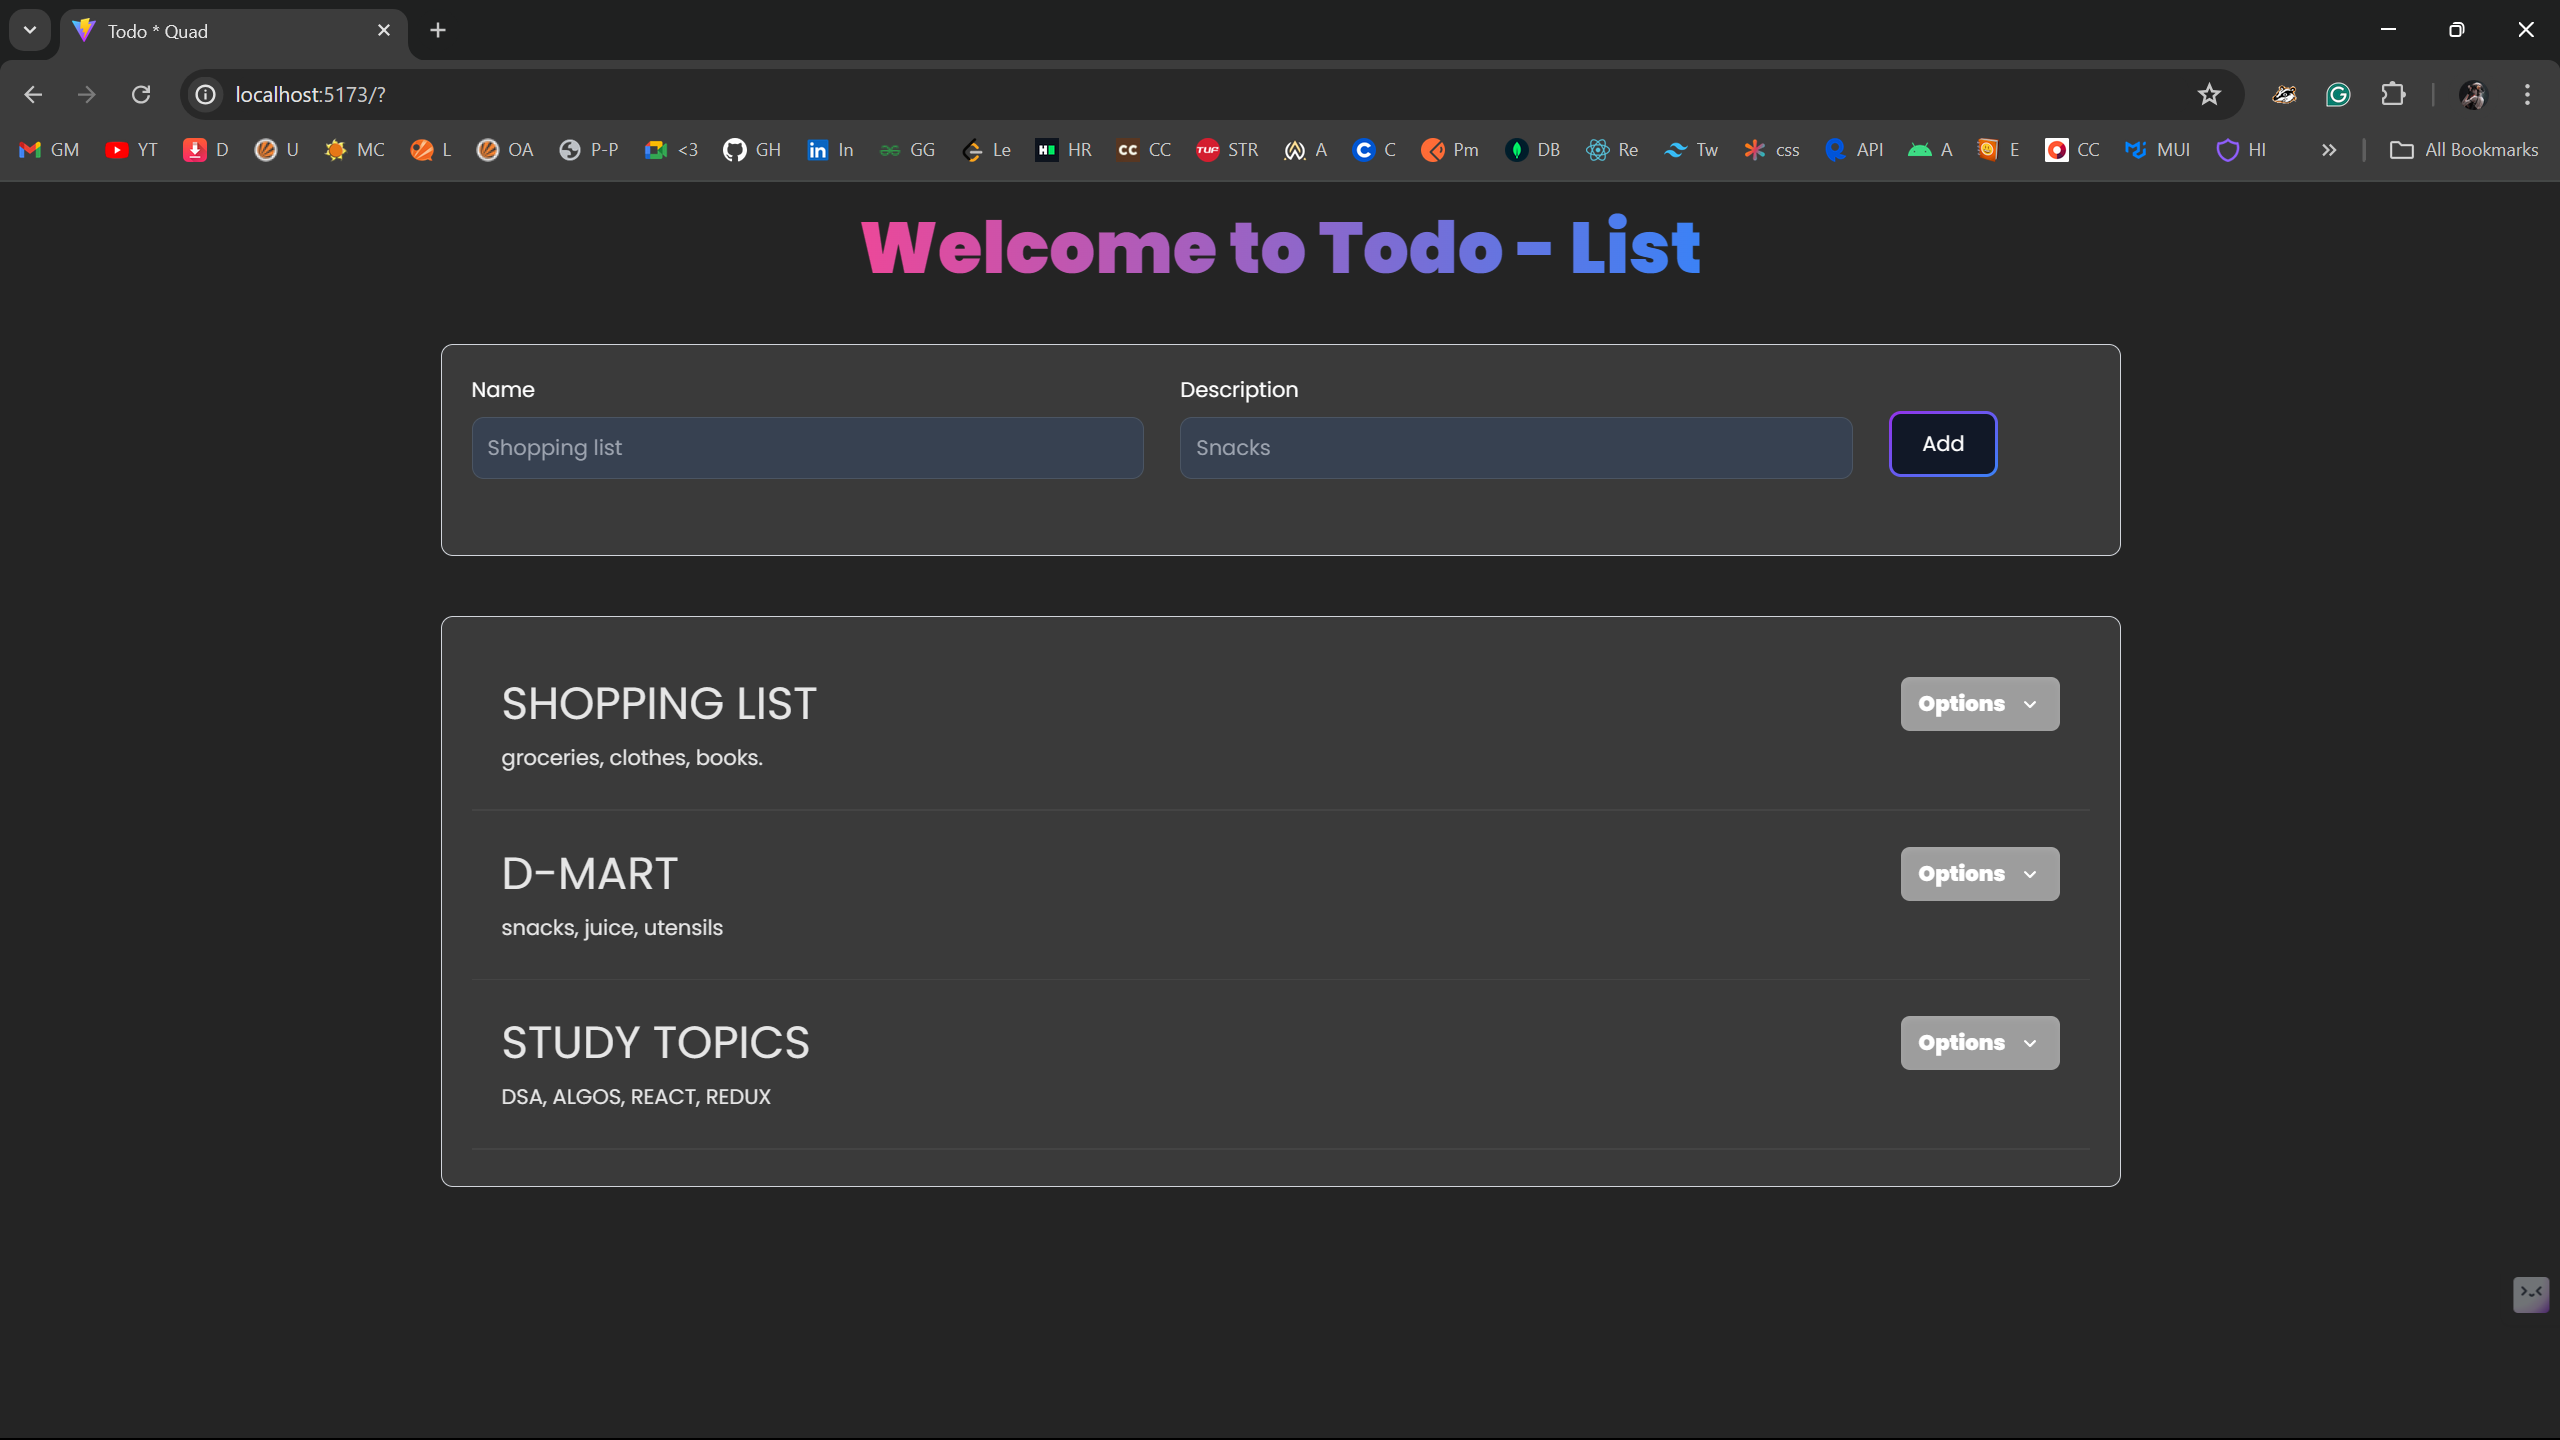 Todo * Quad
localhost:5173/?
GM YT D U MC L OA P-P <3 GH In GG Le HR CC STR A C Pm DB Re Tw css API A E CC MUI HI All Bookmarks
Welcome to Todo - List
Name Description
Shopping list Snacks Add
SHOPPING LIST Options
groceries, clothes, books.
D-MART Options
snacks, juice, utensils
STUDY TOPICS Options
DSA, ALGOS, REACT, REDUX